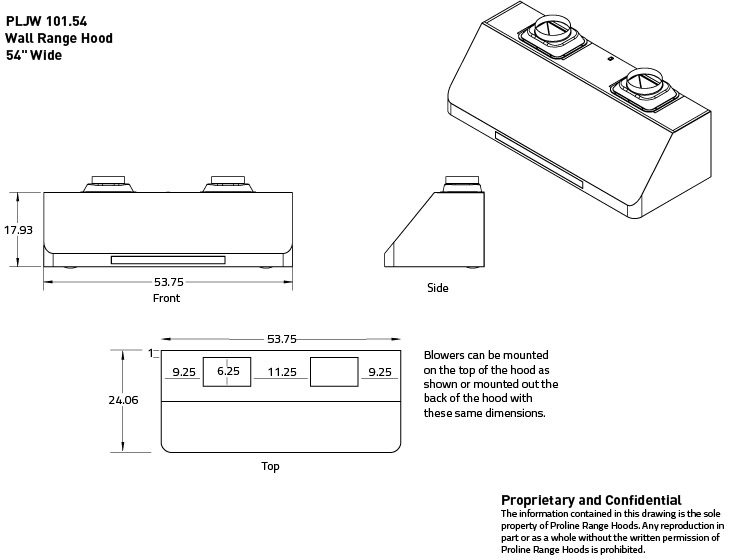 PLJW 101.54
Wall Range Hood
54" Wide
17.93
53.75
Front
Side
53.75
1
9.25
6.25
11.25
9.25
24.06
Top
Blowers can be mounted
on the top of the hood as
shown or mounted out the
back of the hood with
these same dimensions.
Proprietary and Confidential
The information contained in this drawing is the sole
property of Proline Range Hoods. Any reproduction in
part or as a whole without the written permission of
Proline Range Hoods is prohibited.